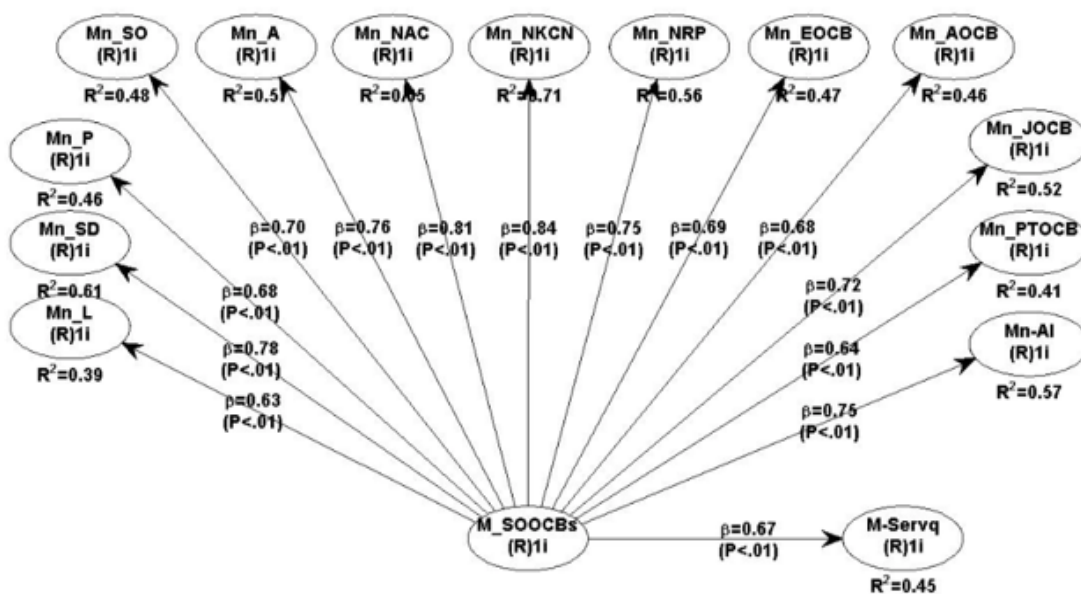 Mn_SO
(R)1i
R²=0.48
Mn_A
(R)1i
Mn_NAC
(R)1i
Mn_NKCN
(R)1i
Mn_NRP
(R)1i
R²=0.56
Mn_EOCB
(R)1i
R²=0.47
Mn_AOCB
(R)1i
R²=0.46
Mn_P
(R)1i
R²=0.46
Mn_JOCB
(R)1i
R²=0.52
Mn_SD
(R)1i
R²=0.61
Mn_PTOCB
(R)1i
R²=0.41
Mn_L
(R)1i
R²=0.39
Mn-AI
(R)1i
R²=0.57
β=0.70
(P<.01)
β=0.76
(P<.01)
β=0.81
(P<.01)
β=0.84
(P<.01)
β=0.75
(P<.01)
β=0.69
(P<.01)
β=0.68
(P<.01)
β=0.68
(P<.01)
β=0.72
(P<.01)
β=0.78
(P<.01)
β=0.64
(P<.01)
β=0.63
(P<.01)
β=0.75
(P<.01)
M_SOOCBs
(R)1i
β=0.67
(P<.01)
M-Servq
(R)1i
R²=0.45